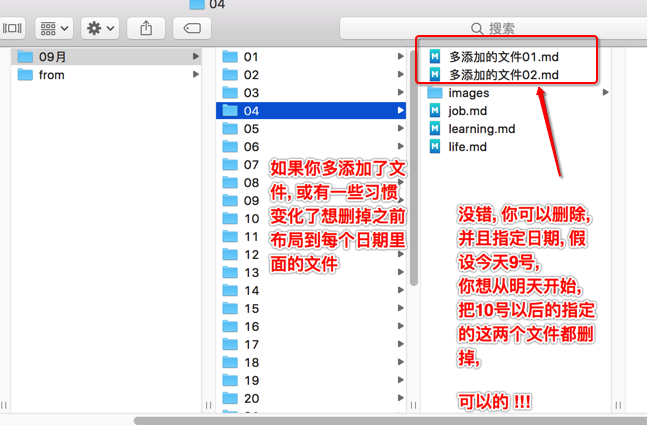 04
搜索
09月
from
01
02
03
04
05
06
07
08
09
10
11
12
13
14
15
16
17
18
19
20
多添加的文件01.md
多添加的文件02.md
images
job.md
learning.md
life.md
如果你多添加了文
件, 或有一些习惯
变化了想删掉之前
布局到每个日期里
面的文件
没错, 你可以删除,
并且指定日期, 假
设今天9号,
你想从明天开始,
把10号以后的指定
的这两个文件都删
掉,
可以的 !!!